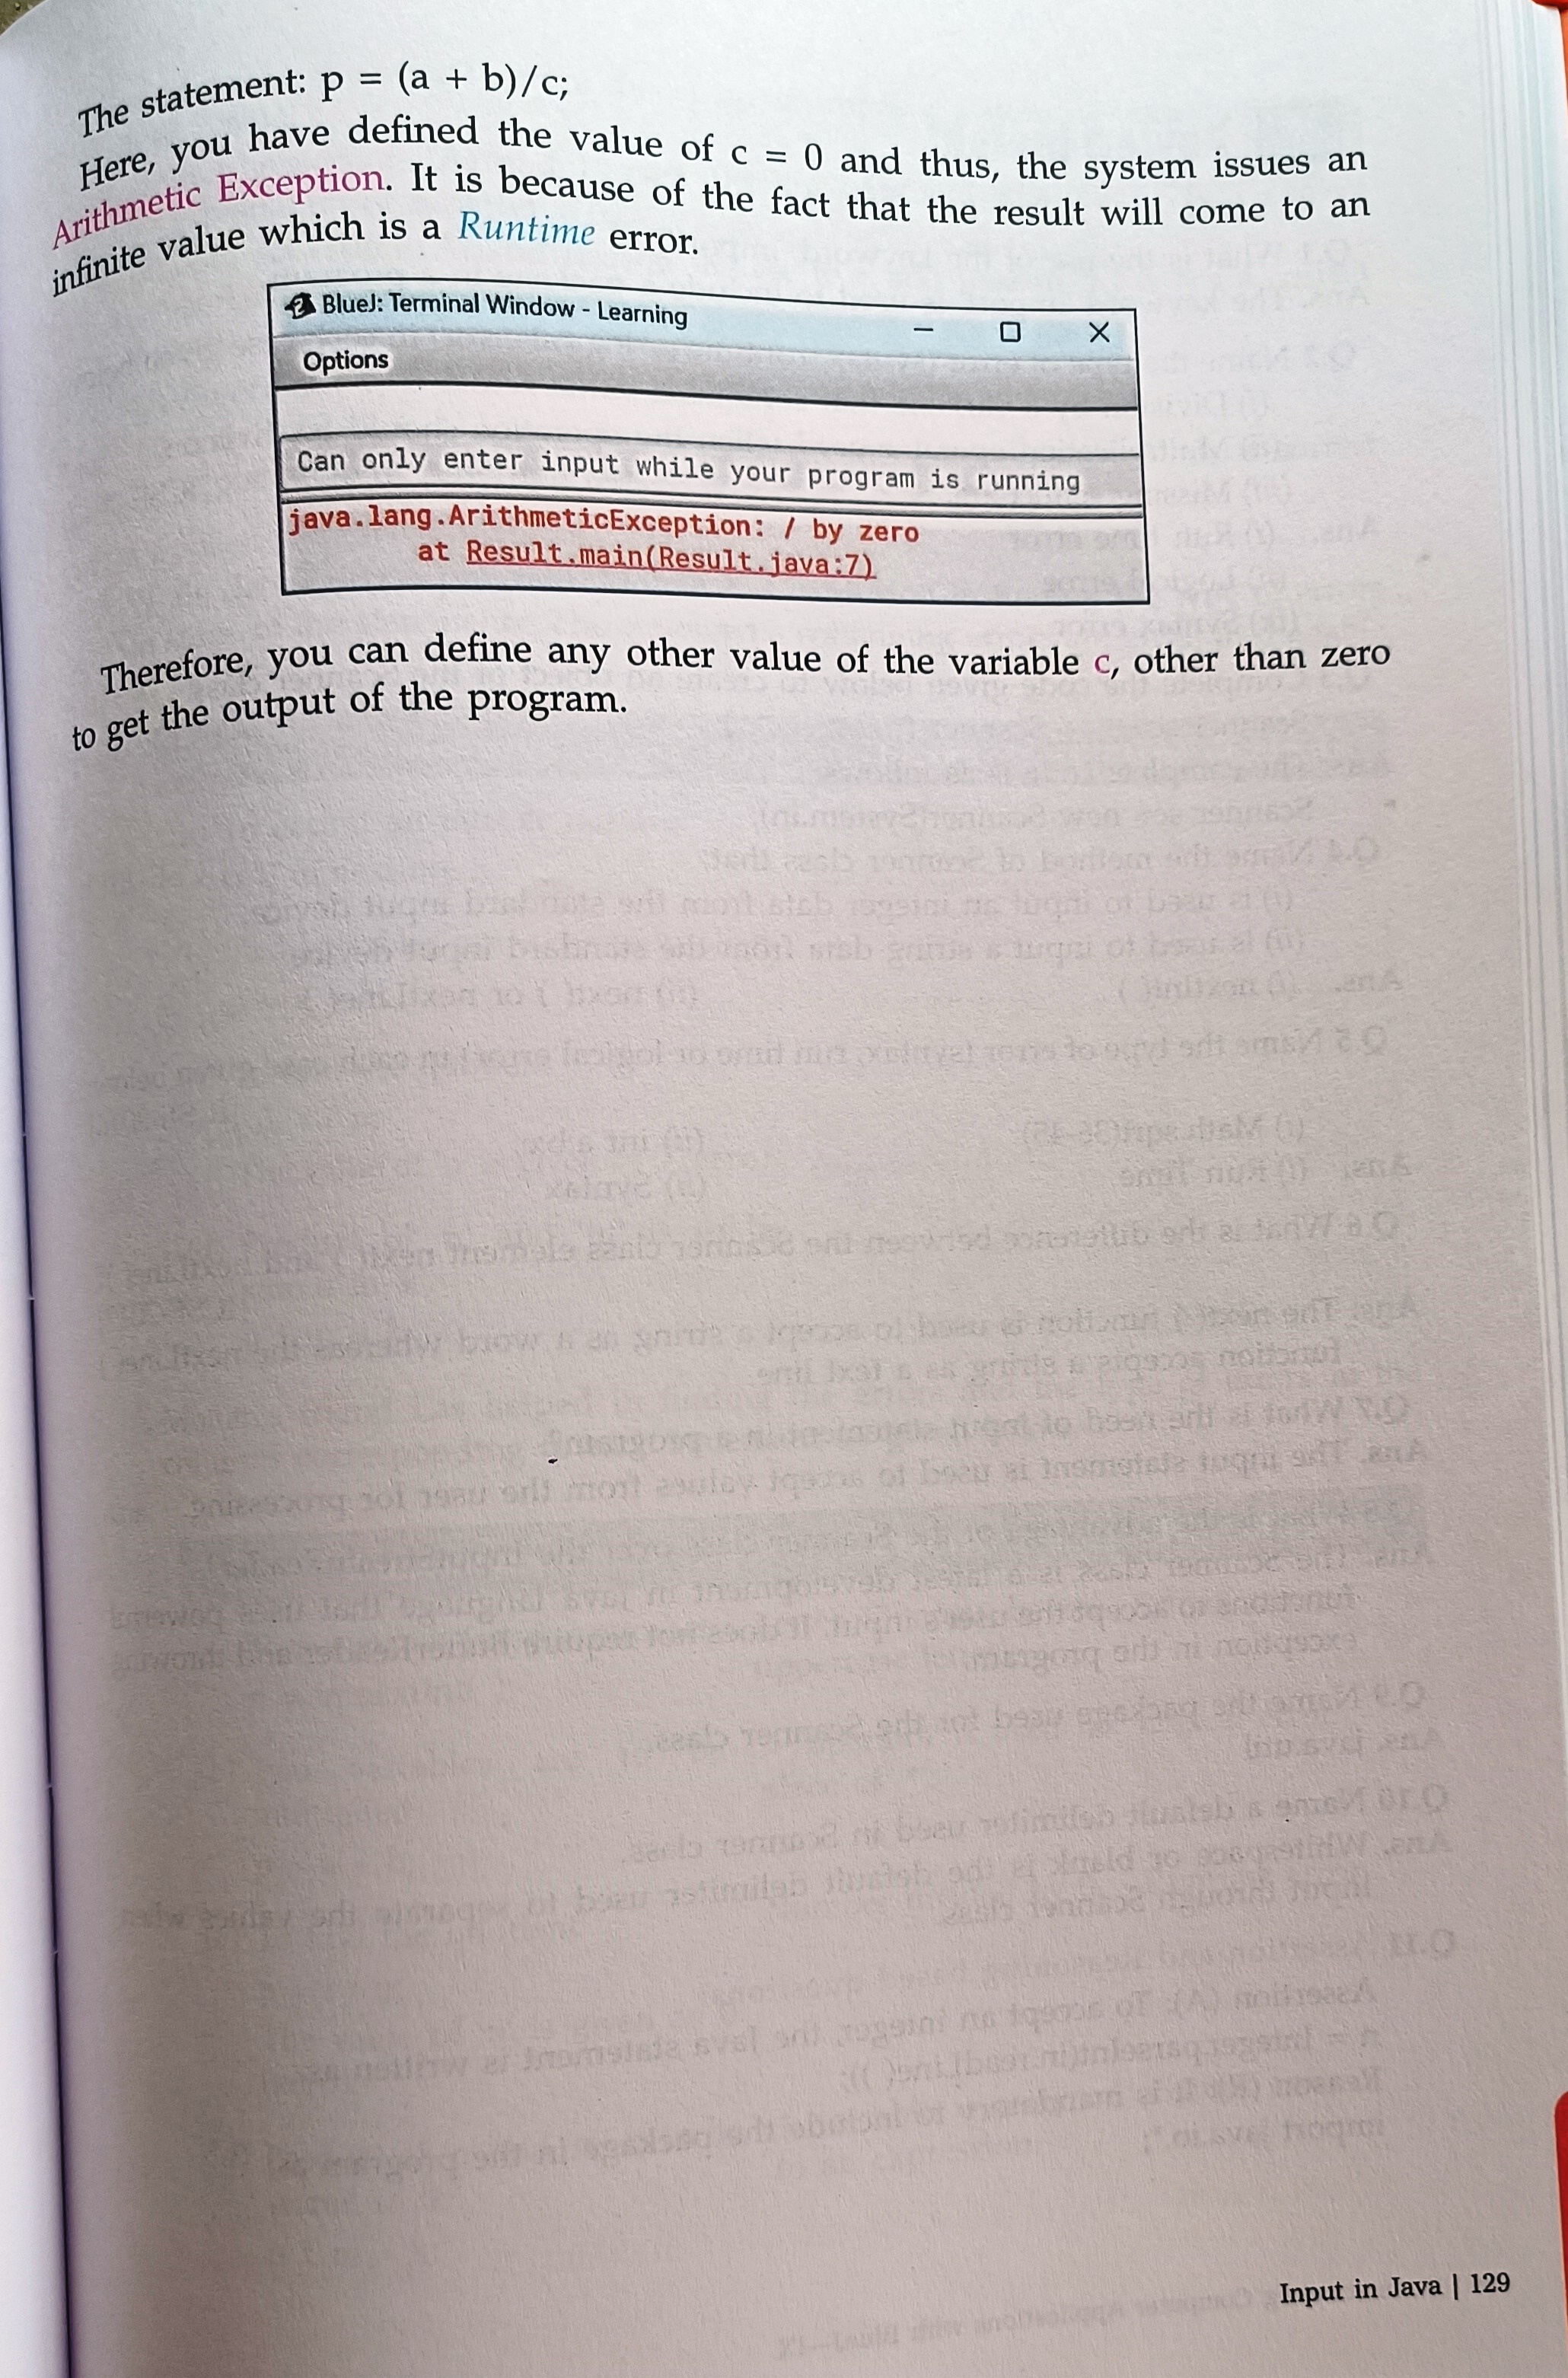 The statement: p = (a + b)/c;
Here, you have defined the value of c = 0 and thus, the system issues an
Arithmetic Exception. It is because of the fact that the result will come to an
infinite value which is a Runtime error.
BlueJ: Terminal Window - Learning
Options
Can only enter input while your program is running
java.lang.ArithmeticException: / by zero
at Result.main(Result.java:7)
Therefore, you can define any other value of the variable c, other than zero
to get the output of the program.
Input in Java | 129